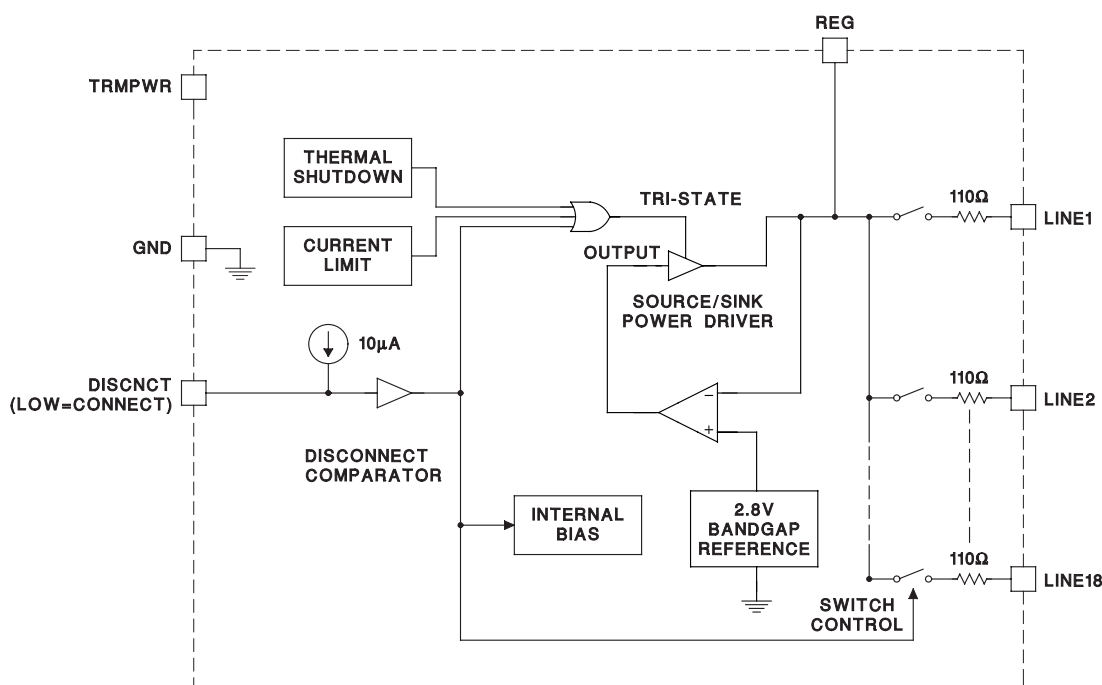 REG
TRMPWR
THERMAL
SHUTDOWN
TRI-STATE
110Ω
LINE1
GND
CURRENT
LIMIT
OUTPUT
SOURCE/SINK
POWER DRIVER
10µA
DISCNCT
(LOW=CONNECT)
110Ω
LINE2
–
+
DISCONNECT
COMPARATOR
INTERNAL
BIAS
2.8V
BANDGAP
REFERENCE
110Ω
LINE18
SWITCH
CONTROL